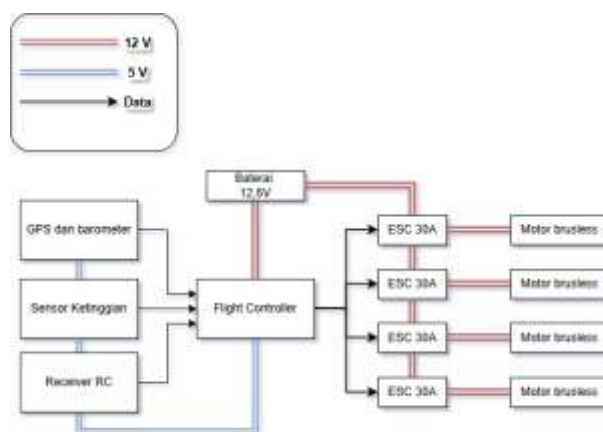 12 V
5 V
Data
Baterai
12,6V
GPS dan barometer
Sensor Ketinggian
Receiver RC
Flight Controller
ESC 30A
Motor brusless
ESC 30A
Motor brusless
ESC 30A
Motor brusless
ESC 30A
Motor brusless